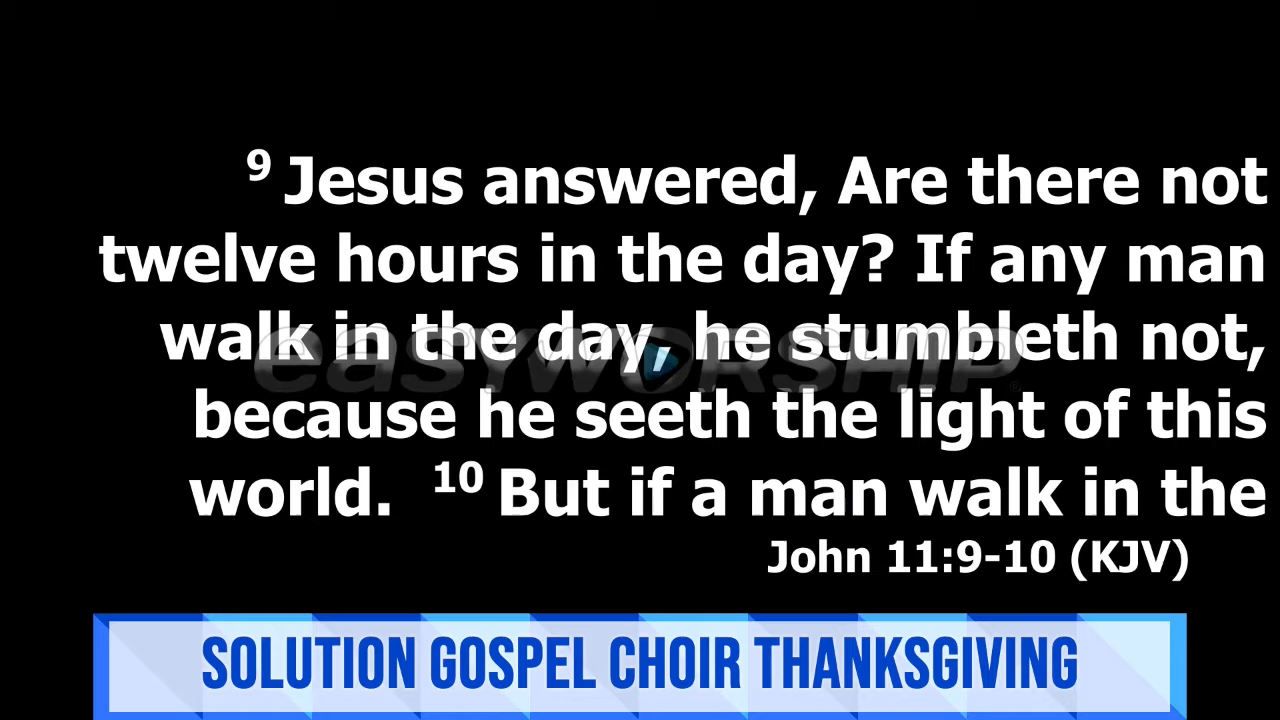 9 Jesus answered, Are there not
twelve hours in the day? If any man
walk in the day, he stumbleth not,
because he seeth the light of this
world. 10 But if a man walk in the
John 11:9-10 (KJV)
easyworship®
SOLUTION GOSPEL CHOIR THANKSGIVING